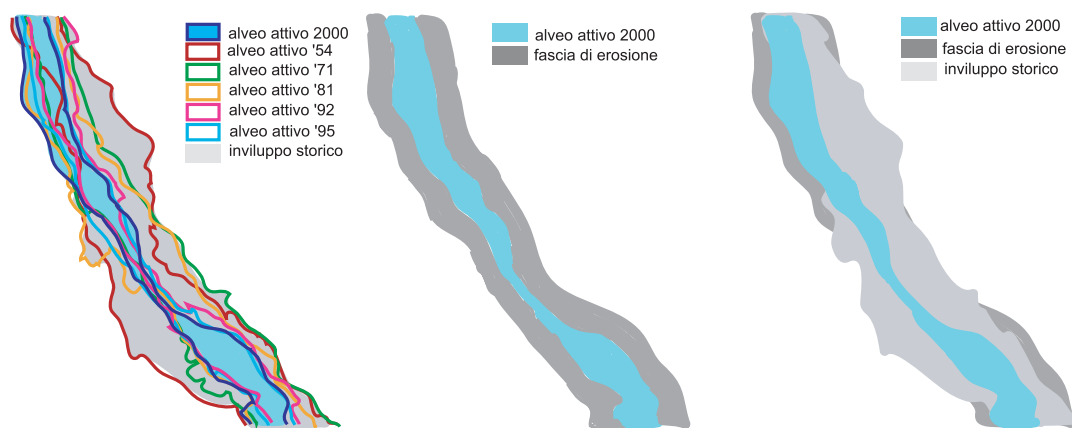 alveo attivo 2000
alveo attivo '54
alveo attivo '71
alveo attivo '81
alveo attivo '92
alveo attivo '95
inviluppo storico
alveo attivo 2000
fascia di erosione
alveo attivo 2000
fascia di erosione
inviluppo storico